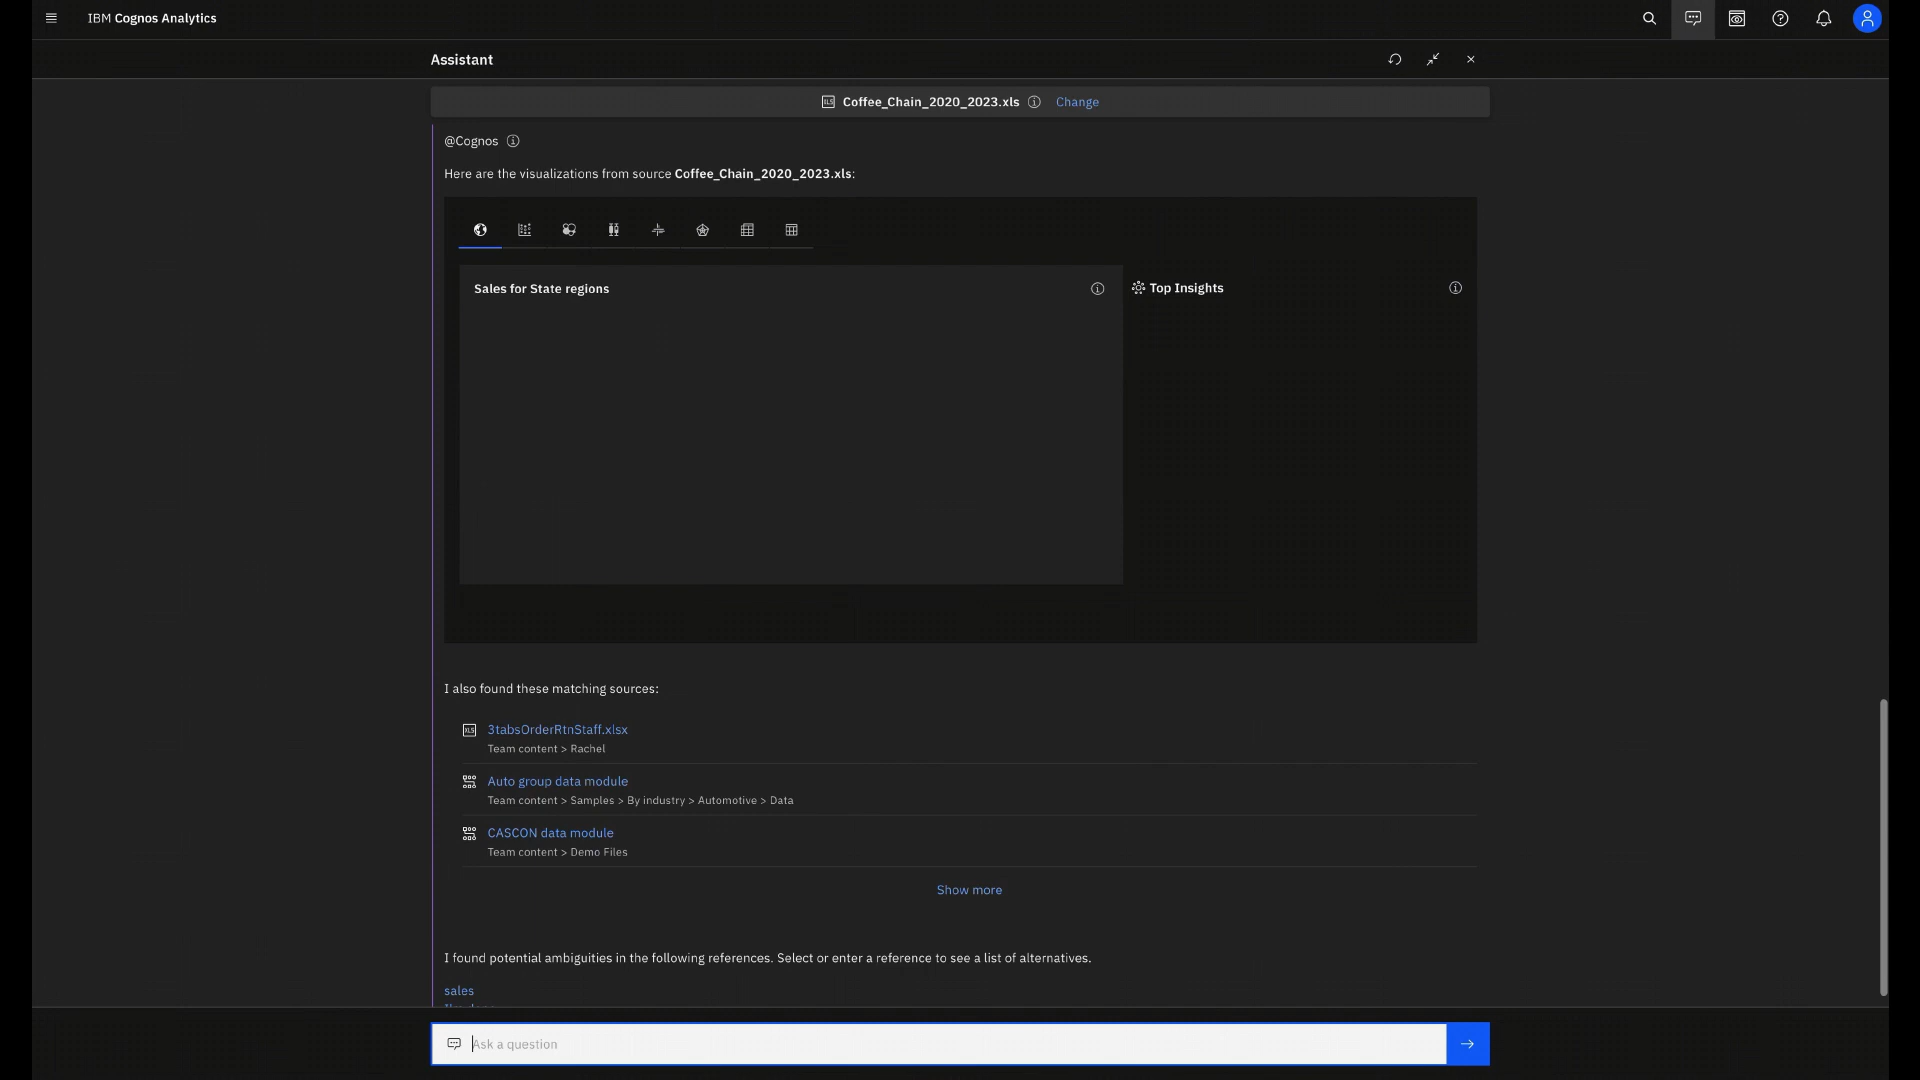 IBM Cognos Analytics
Assistant
XLS Coffee_Chain_2020_2023.xls Change
@Cognos
Here are the visualizations from source Coffee_Chain_2020_2023.xls:
Sales for State regions
Top Insights
I also found these matching sources:
XLS 3tabsOrderRtnStaff.xlsx
Team content > Rachel
Auto group data module
Team content > Samples > By industry > Automotive > Data
CASCON data module
Team content > Demo Files
Show more
I found potential ambiguities in the following references. Select or enter a reference to see a list of alternatives.
sales
Ask a question